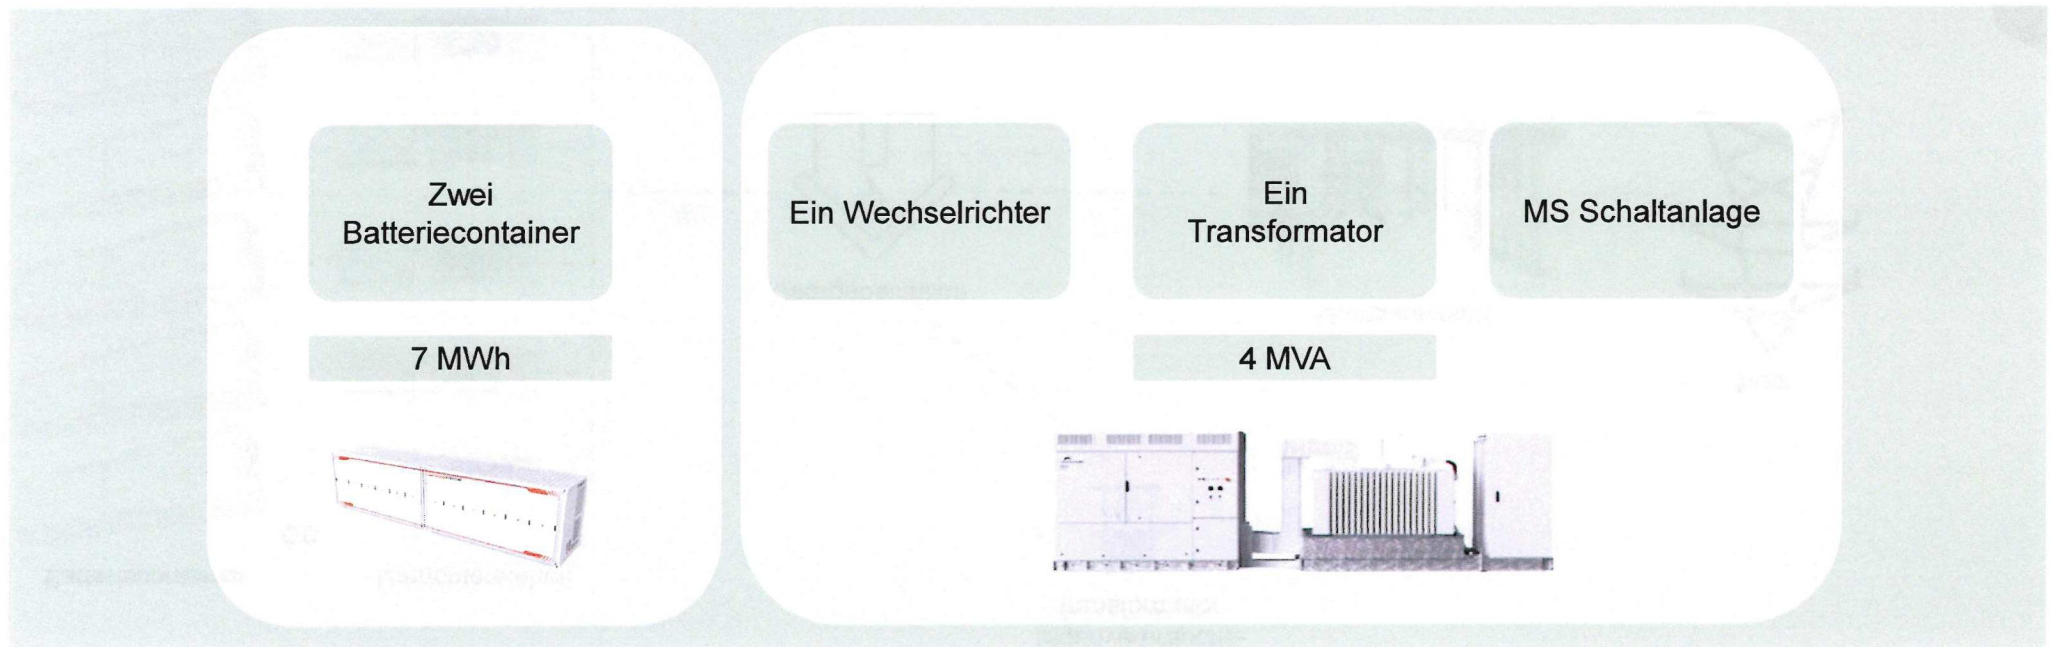 Zwei
Batteriecontainer
Ein Wechselrichter
Ein
Transformator
MS Schaltanlage
7 MWh
4 MVA